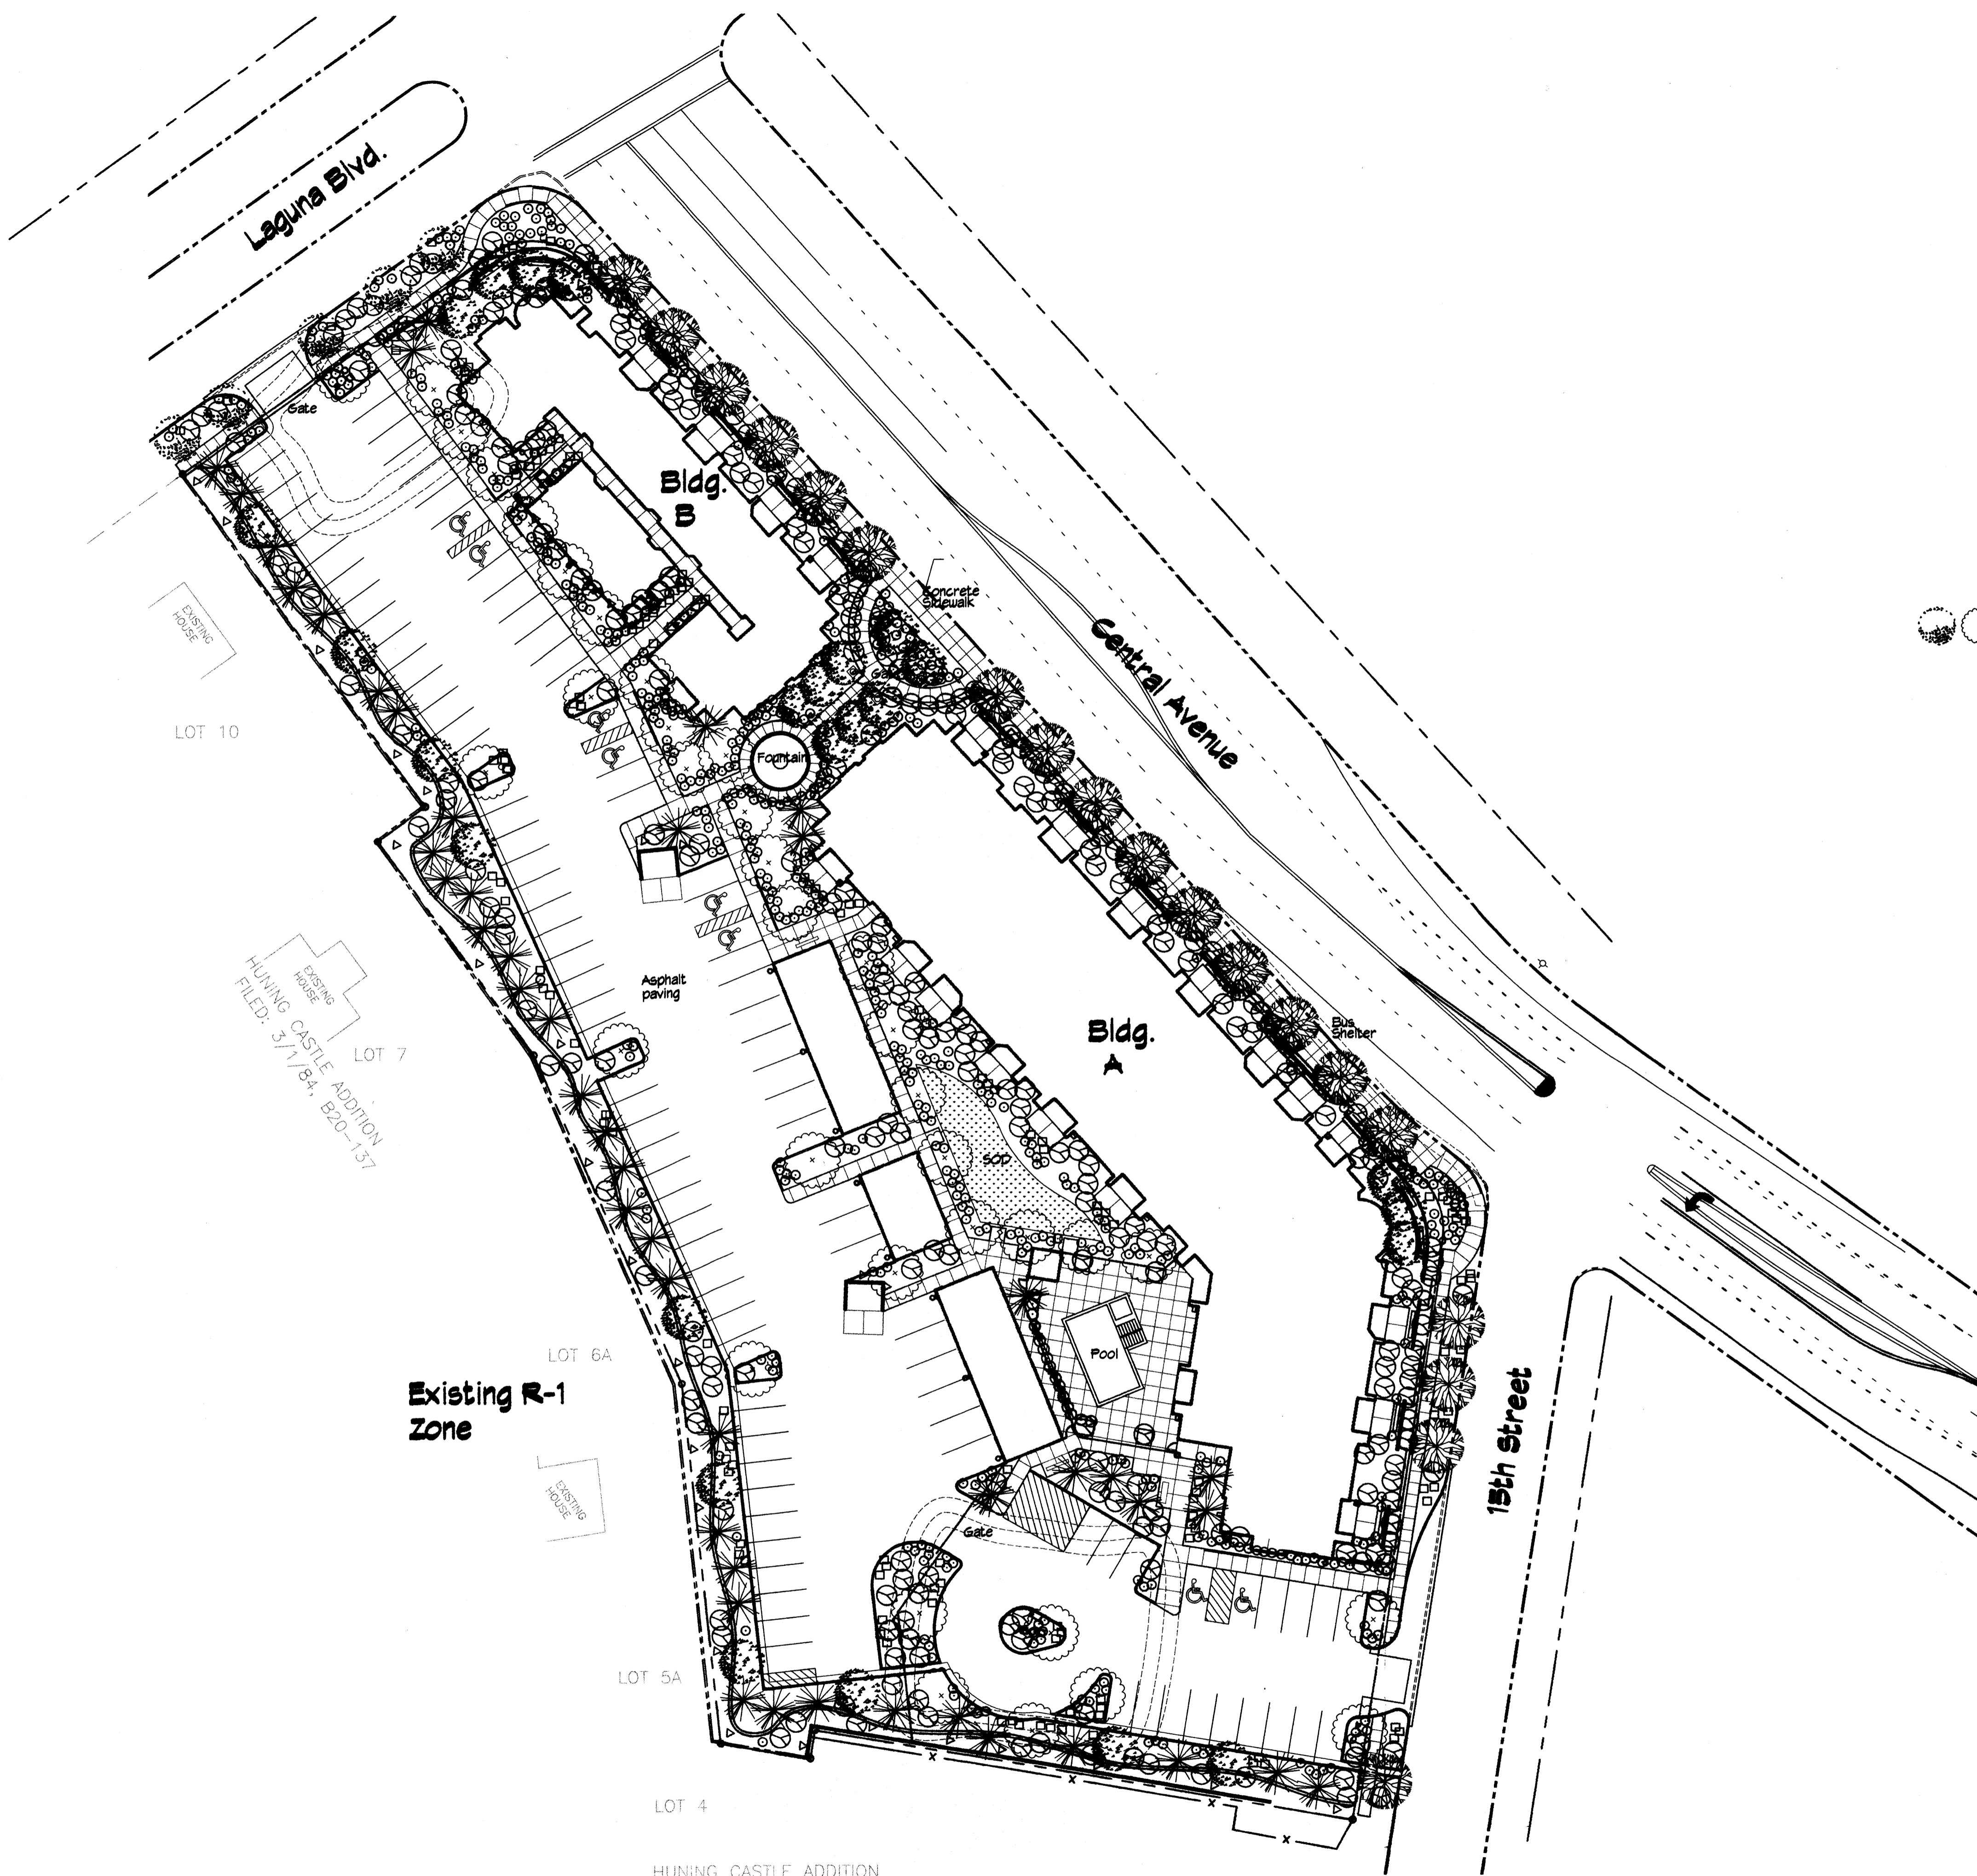 Laguna Blvd.
Gate
Bldg.
B
EXISTING
HOUSE
Concrete
Sidewalk
Central Avenue
Gate
LOT 10
Fountain
EXISTING
HOUSE
HUNING CASTLE ADDITION
FILED: 3/1/84, B20-137
LOT 7
Asphalt
paving
Bldg.
A
Bus
Shelter
SOD
Pool
LOT 6A
Existing R-1
Zone
15th Street
EXISTING
HOUSE
Gate
LOT 5A
LOT 4
HUNING CASTLE ADDITION